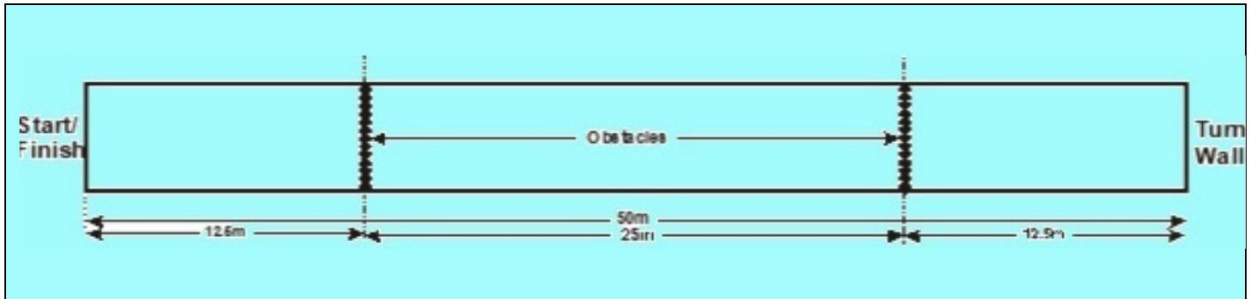 Start/
Finish
Obstacles
Turn
Wall
50m
12.5m
25m
12.5m